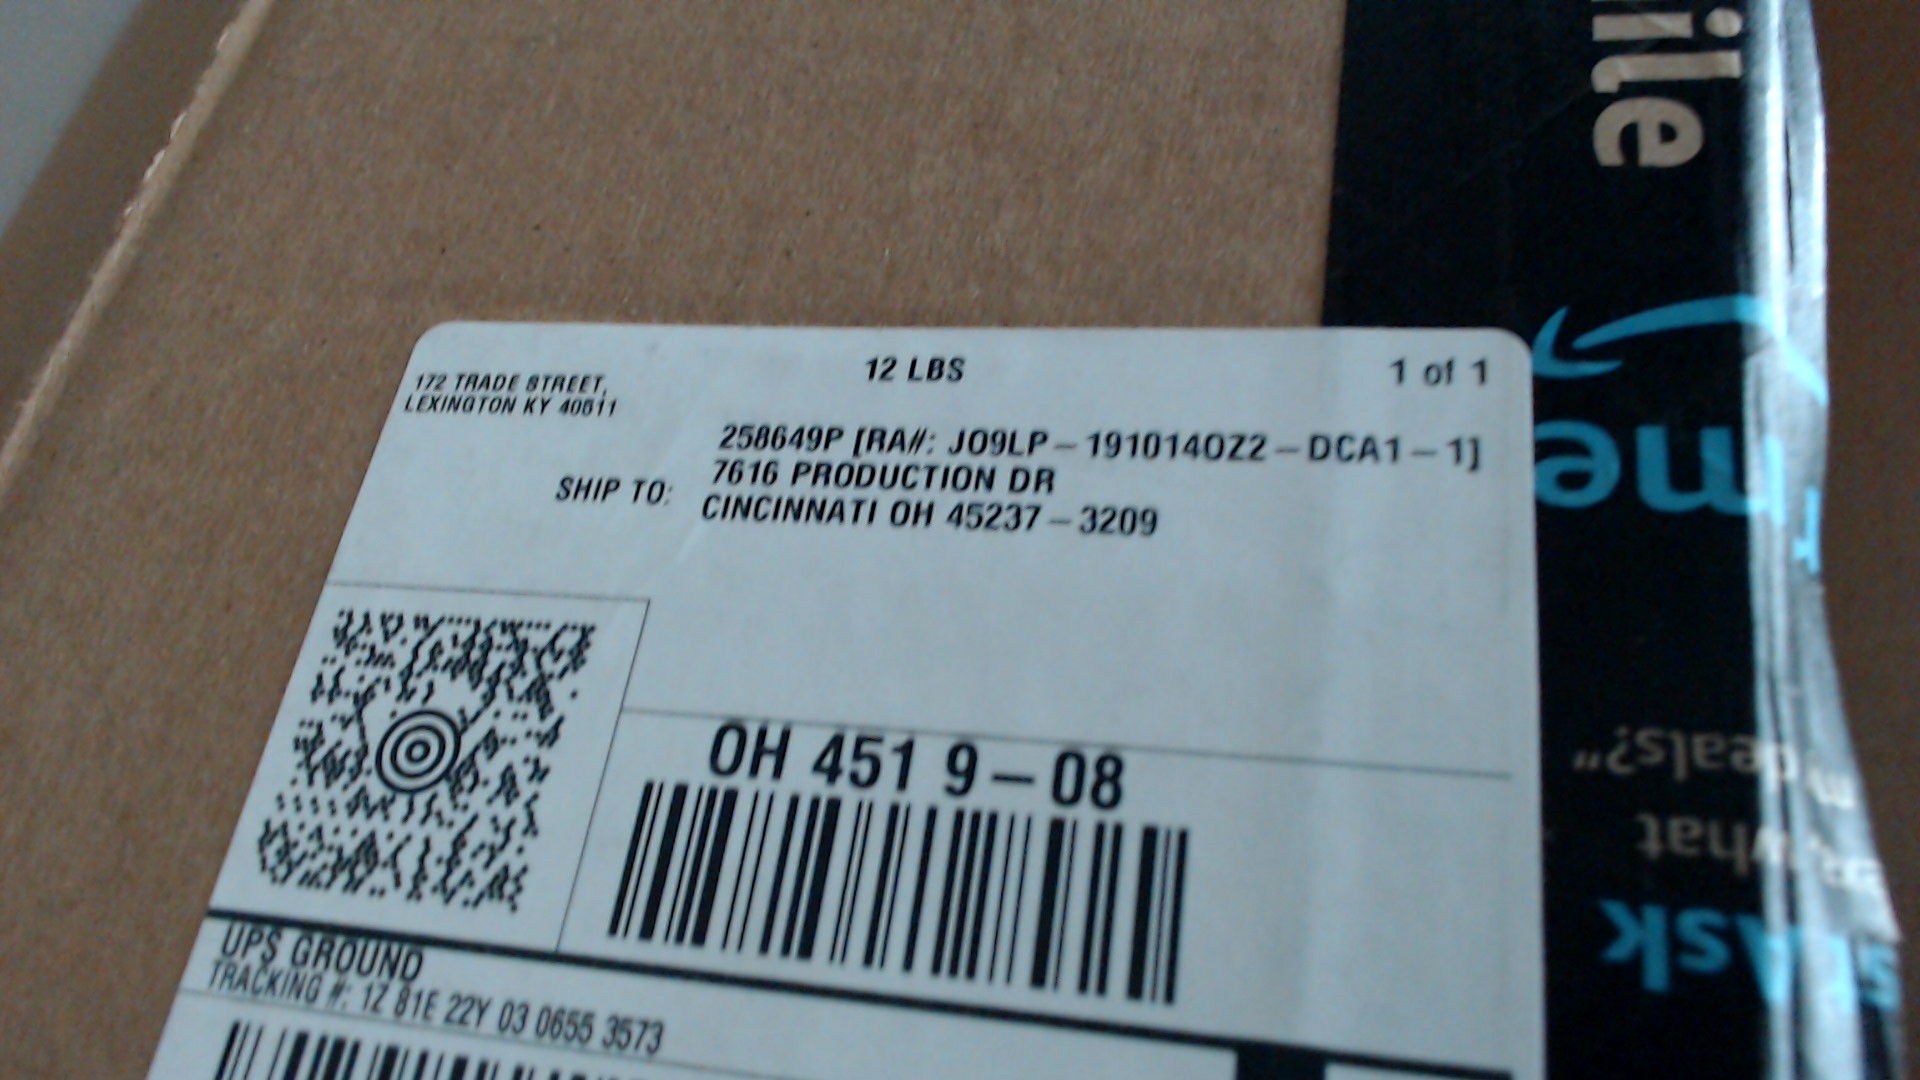 12 LBS
1 of 1
172 TRADE STREET,
LEXINGTON KY 40511
258649P [RA#: JO9LP-191014OZ2-DCA1-1]
SHIP TO: 7616 PRODUCTION DR
CINCINNATI OH 45237-3209
OH 451 9-08
UPS GROUND
TRACKING #: 1Z 81E 22Y 03 0655 3573
ile
me
deals?"
what
Ask